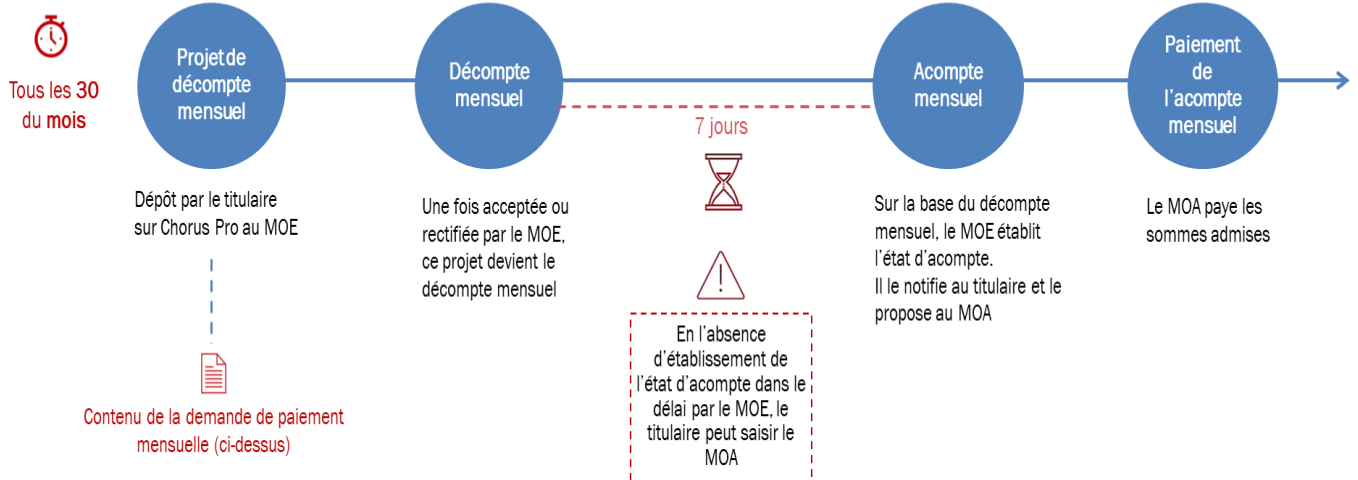 Tous les 30
du mois
Projet de
décompte
mensuel
Dépôt par le titulaire
sur Chorus Pro au MOE
Contenu de la demande de paiement
mensuelle (ci-dessus)
Décompte
mensuel
Une fois acceptée ou
rectifiée par le MOE,
ce projet devient le
décompte mensuel
7 jours
En l'absence
d'établissement de
l'état d'acompte dans le
délai par le MOE, le
titulaire peut saisir le
MOA
Acompte
mensuel
Sur la base du décompte
mensuel, le MOE établit
l'état d'acompte.
Il le notifie au titulaire et le
propose au MOA
Paiement
de
l'acompte
mensuel
Le MOA paye les
sommes admises